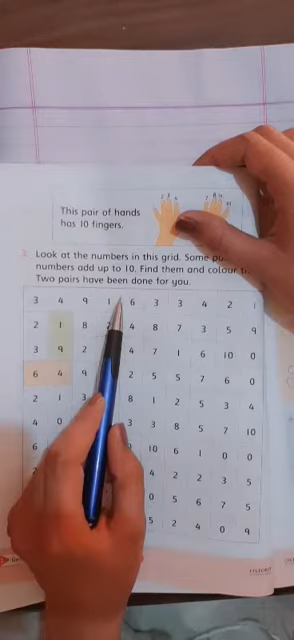 This pair of hands
has 10 fingers.
Look at the numbers in this grid. Some
numbers add up to 10. Find them and colour
Two pairs have been done for you.
3 4 9 1 6 3 3 4 2 1
2 1 8 4 8 7 3 5 9
3 9 2 4 7 1 6 10 0
6 4 9 2 5 5 7 6 0
2 1 3 8 1 2 5 3 4
4 0 3 3 8 5 7 10
6 10 6 1 0 0
4 2 2 3 5
0 5 6 7 5
5 2 4 0 9
OXFORD